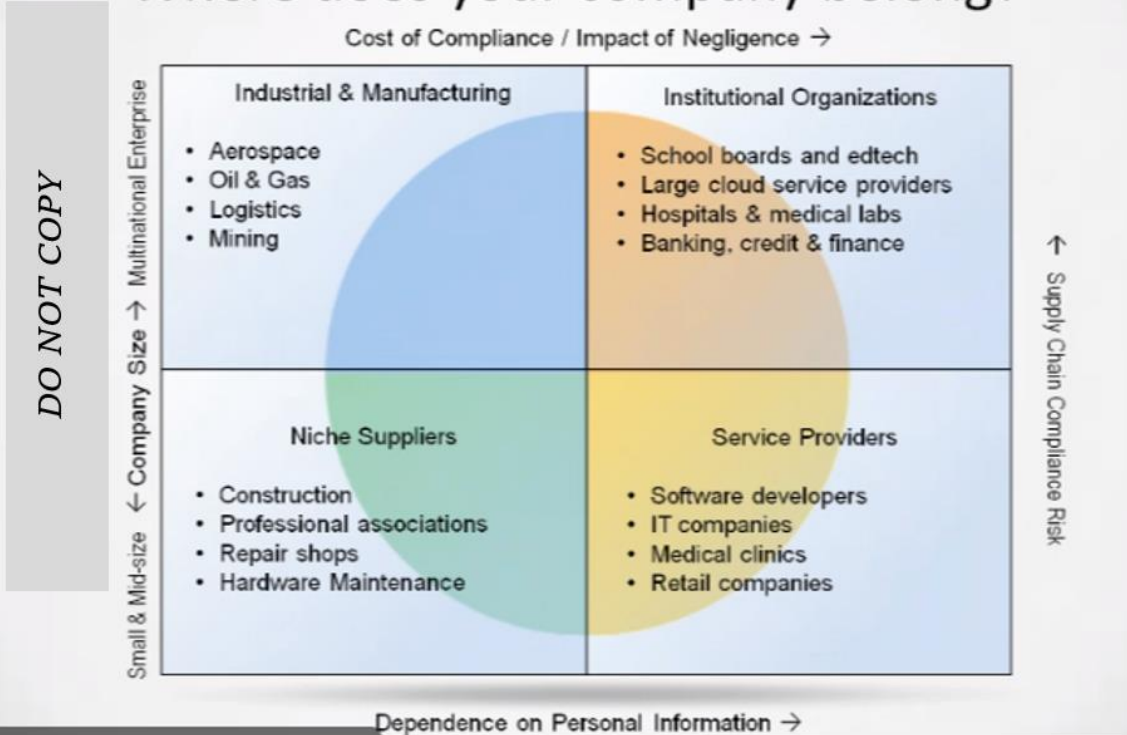 your company belong?
Cost of Compliance / Impact of Negligence →
DO NOT COPY
Small & Mid-size ← Company Size → Multinational Enterprise
Industrial & Manufacturing
• Aerospace
• Oil & Gas
• Logistics
• Mining
Institutional Organizations
• School boards and edtech
• Large cloud service providers
• Hospitals & medical labs
• Banking, credit & finance
Niche Suppliers
• Construction
• Professional associations
• Repair shops
• Hardware Maintenance
Service Providers
• Software developers
• IT companies
• Medical clinics
• Retail companies
↑ Supply Chain Compliance Risk
Dependence on Personal Information →